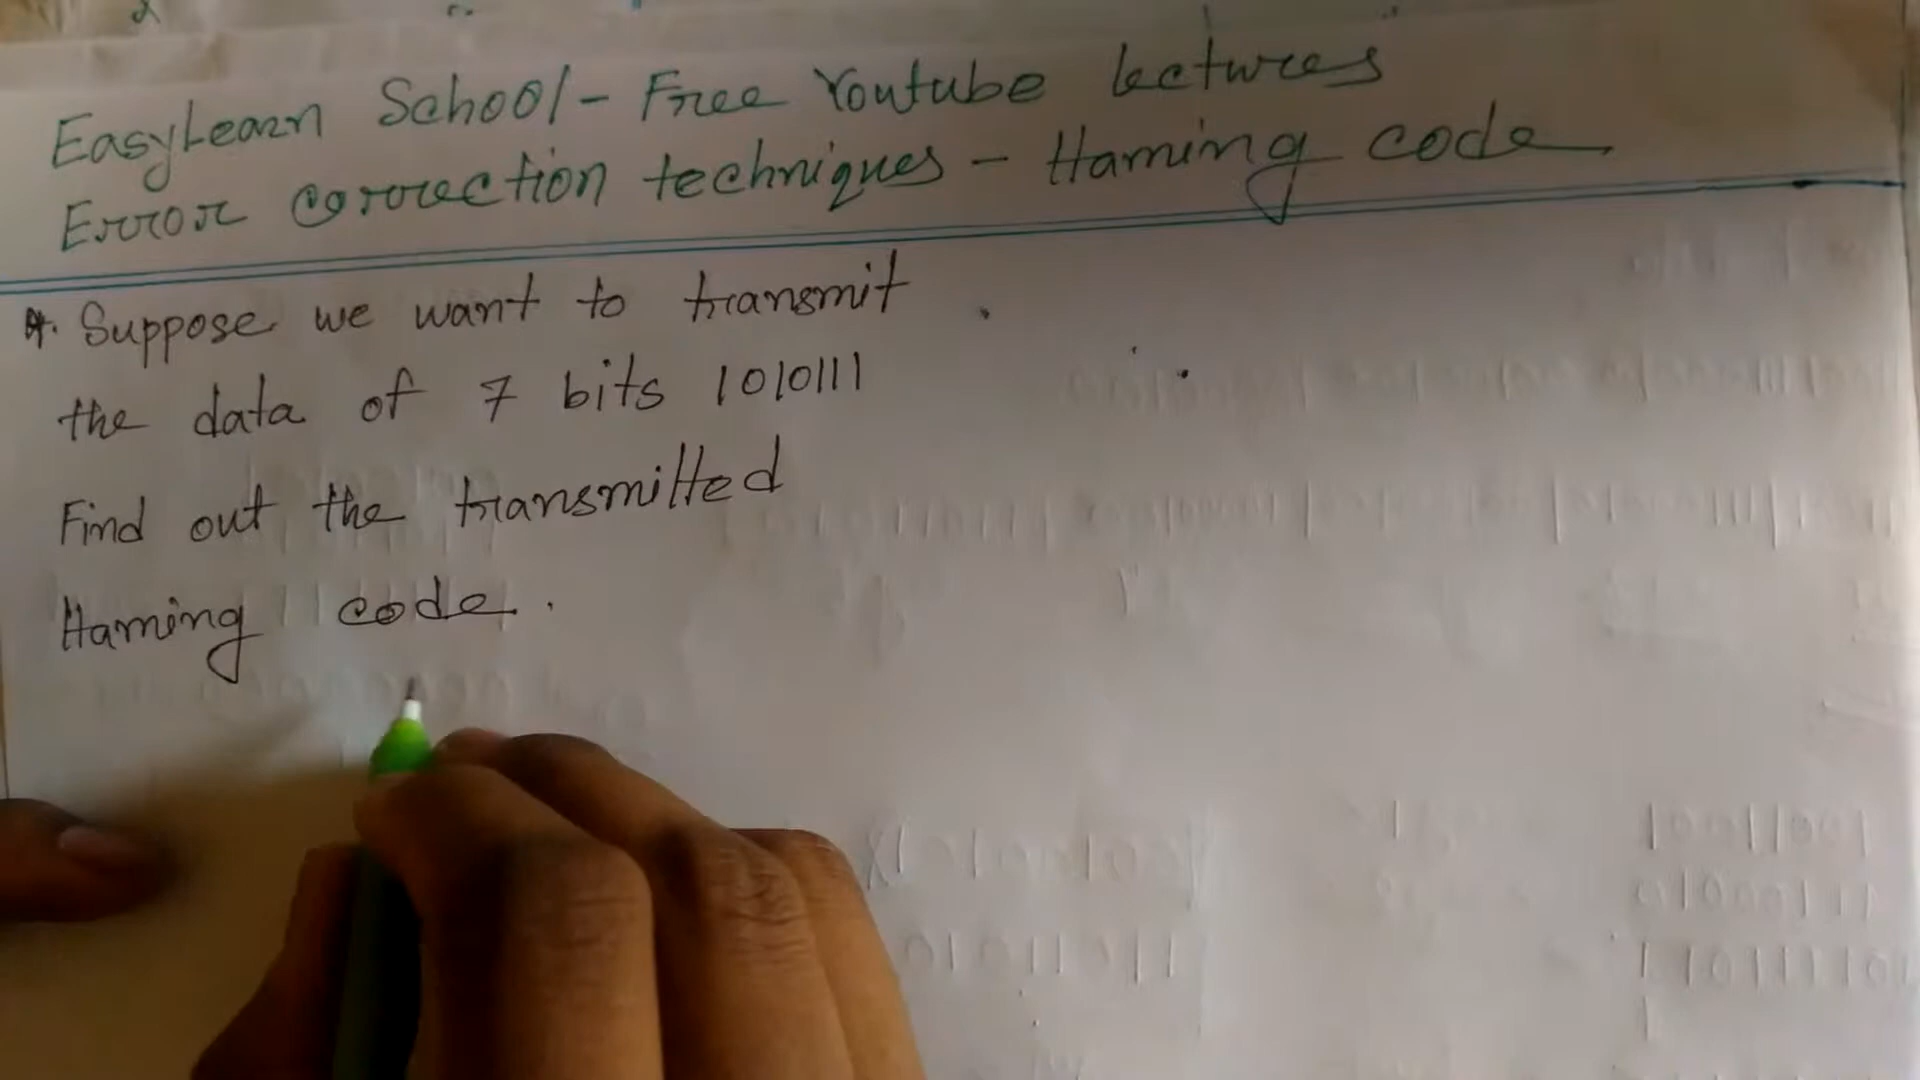 EasyLearn School - Free Youtube lectures
Error correction techniques - Haming code
Suppose we want to transmit
the data of 7 bits 1010111
Find out the transmitted
Haming code.